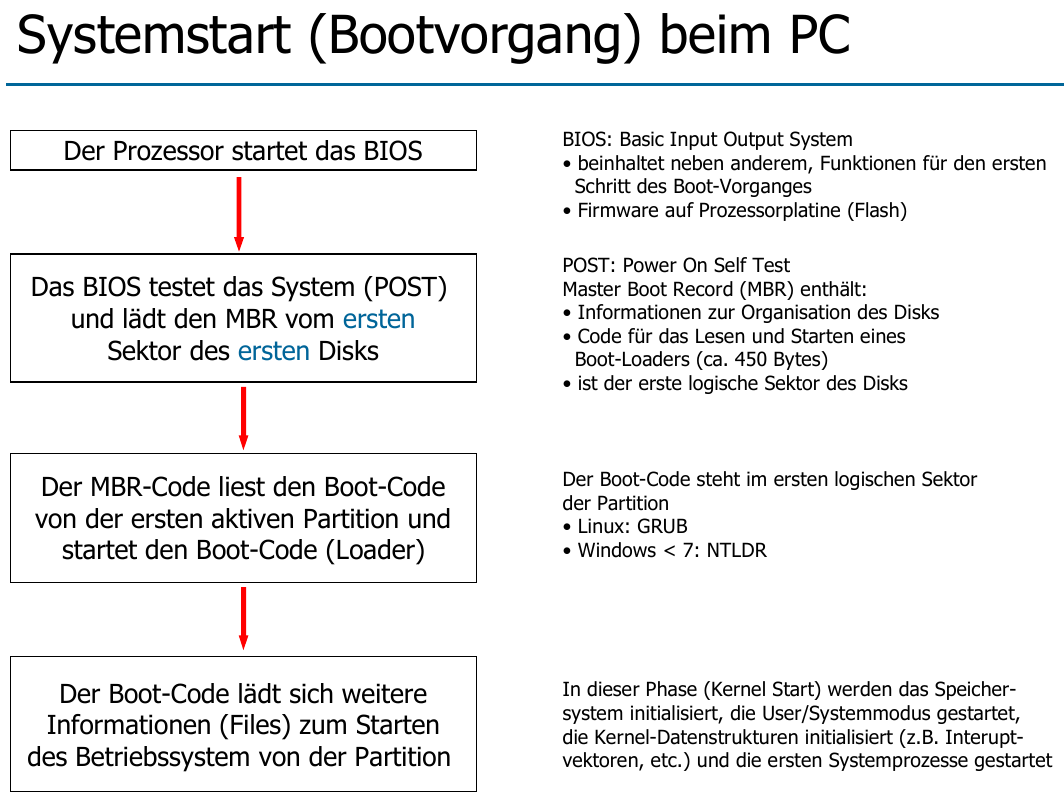 Systemstart (Bootvorgang) beim PC
Der Prozessor startet das BIOS
BIOS: Basic Input Output System
• beinhaltet neben anderem, Funktionen für den ersten
Schritt des Boot-Vorganges
• Firmware auf Prozessorplatine (Flash)
Das BIOS testet das System (POST)
und lädt den MBR vom ersten
Sektor des ersten Disks
POST: Power On Self Test
Master Boot Record (MBR) enthält:
• Informationen zur Organisation des Disks
• Code für das Lesen und Starten eines
Boot-Loaders (ca. 450 Bytes)
• ist der erste logische Sektor des Disks
Der MBR-Code liest den Boot-Code
von der ersten aktiven Partition und
startet den Boot-Code (Loader)
Der Boot-Code steht im ersten logischen Sektor
der Partition
• Linux: GRUB
• Windows < 7: NTLDR
Der Boot-Code lädt sich weitere
Informationen (Files) zum Starten
des Betriebssystem von der Partition
In dieser Phase (Kernel Start) werden das Speicher-
system initialisiert, die User/Systemmodus gestartet,
die Kernel-Datenstrukturen initialisiert (z.B. Interupt-
vektoren, etc.) und die ersten Systemprozesse gestartet